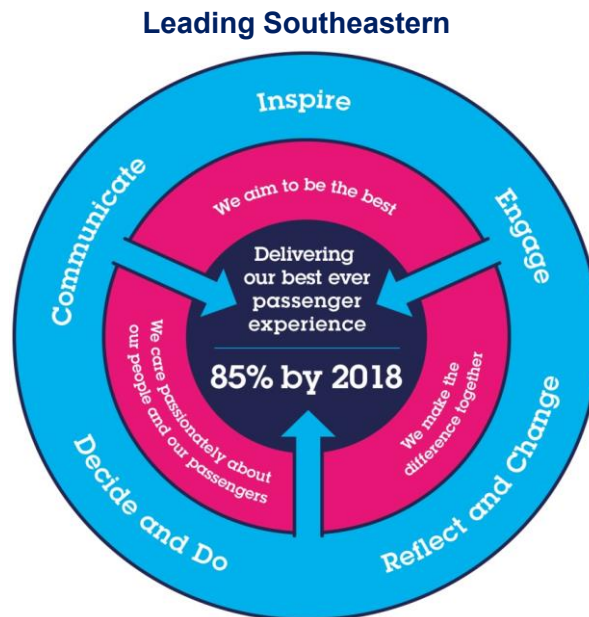 Leading Southeastern
Inspire
Engage
Reflect and Change
Decide and Do
Communicate
We aim to be the best
We make the
difference together
We care passionately about
our people and our passengers
Delivering
our best ever
passenger
experience
85% by 2018